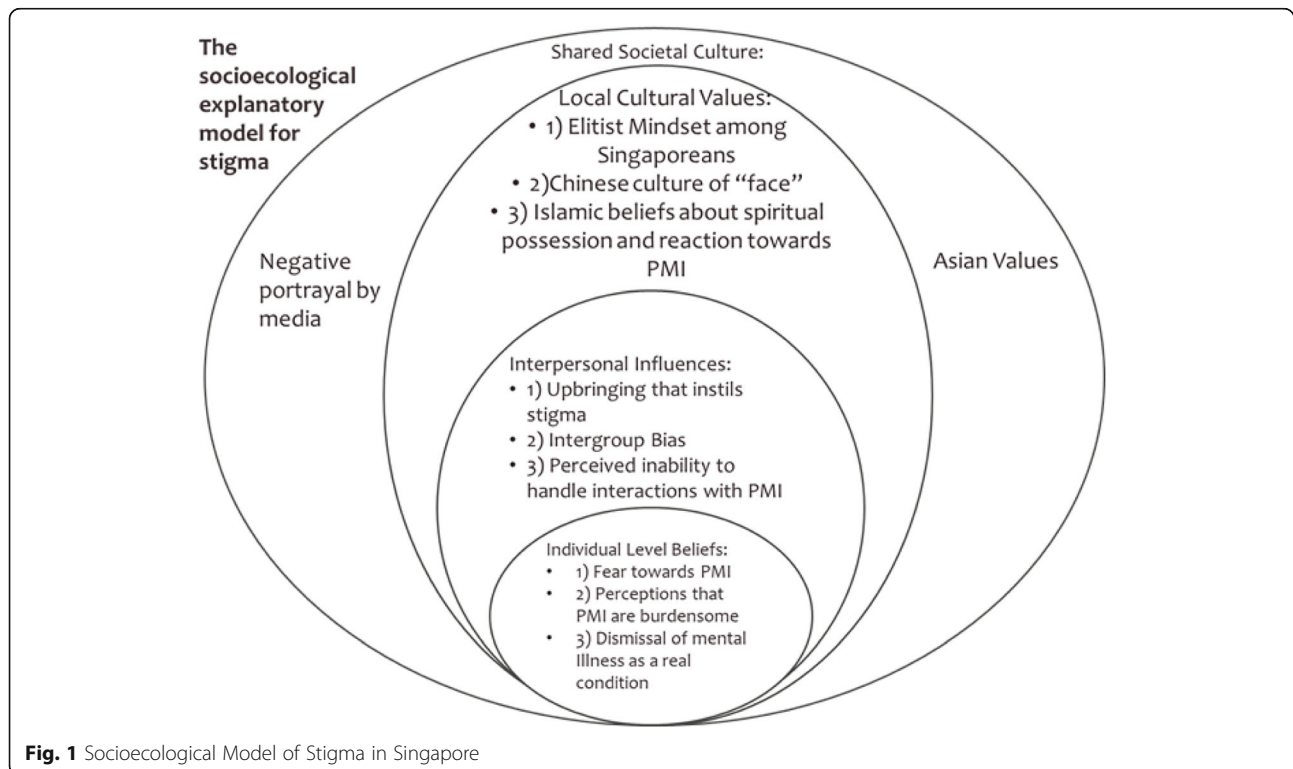 The
socioecological
explanatory
model for
stigma
Shared Societal Culture:
Local Cultural Values:
• 1) Elitist Mindset among
Singaporeans
• 2)Chinese culture of “face”
• 3) Islamic beliefs about spiritual
possession and reaction towards
PMI
Negative
portrayal by
media
Asian Values
Interpersonal Influences:
• 1) Upbringing that instils
stigma
• 2) Intergroup Bias
• 3) Perceived inability to
handle interactions with PMI
Individual Level Beliefs:
• 1) Fear towards PMI
• 2) Perceptions that
PMI are burdensome
• 3) Dismissal of mental
Illness as a real
condition
Fig. 1 Socioecological Model of Stigma in Singapore